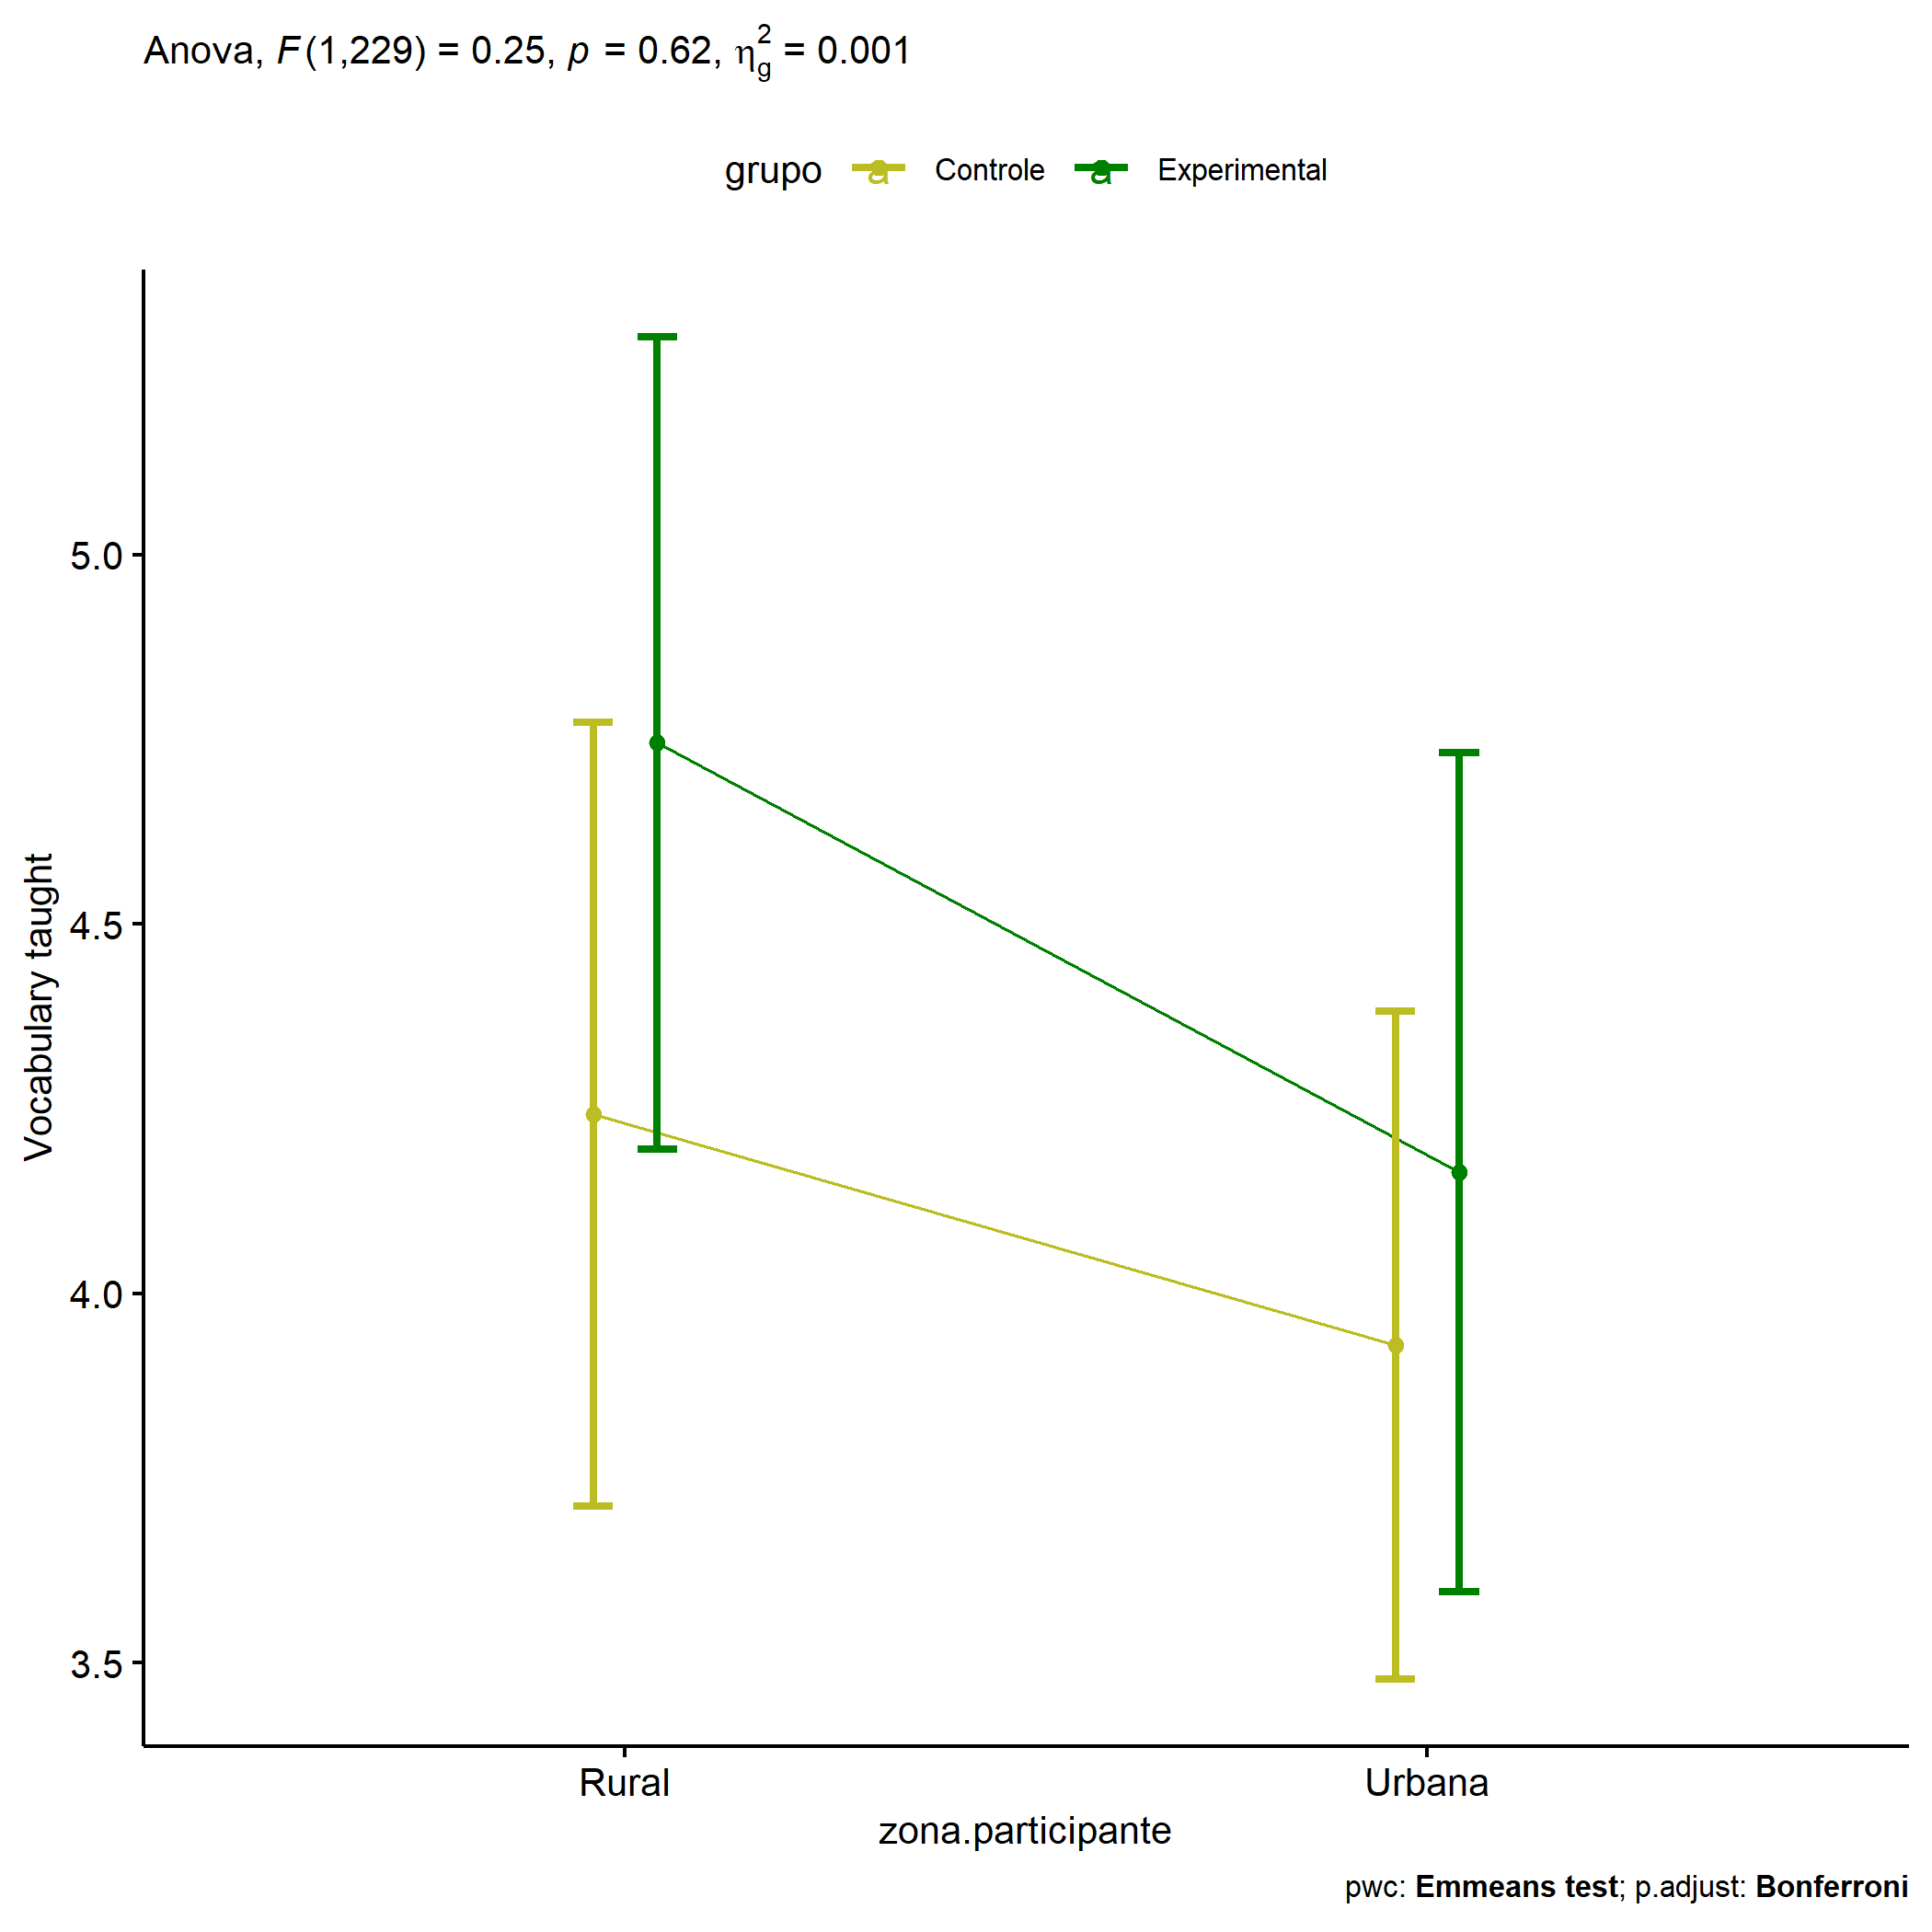 Anova, F(1,229) = 0.25, p = 0.62, η²g = 0.001
grupo a Controle a Experimental
5.0
4.5
4.0
3.5
Vocabulary taught
Rural Urbana
zona.participante
pwc: Emmeans test; p.adjust: Bonferroni